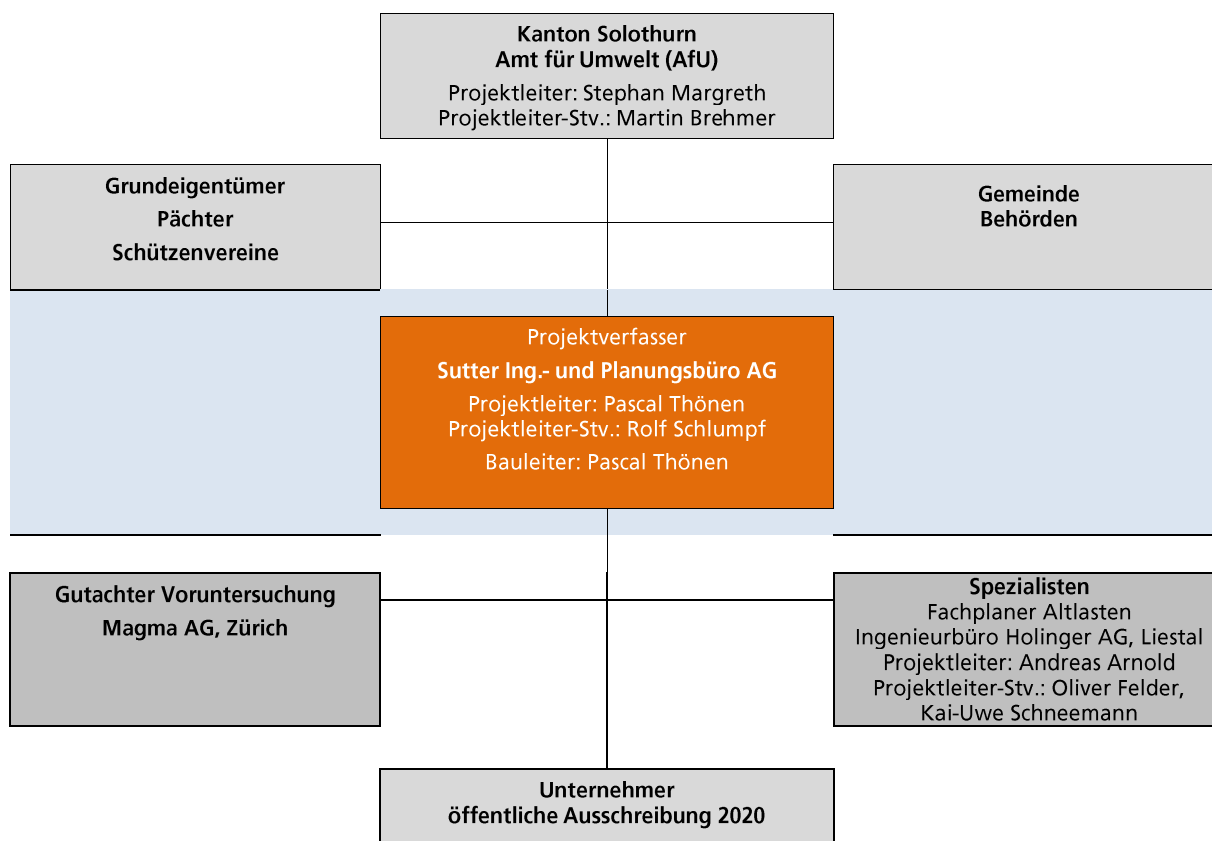 Kanton Solothurn
Amt für Umwelt (AfU)
Projektleiter: Stephan Margreth
Projektleiter-Stv.: Martin Brehmer
Grundeigentümer
Pächter
Schützenvereine
Gemeinde
Behörden
Projektverfasser
Sutter Ing.- und Planungsbüro AG
Projektleiter: Pascal Thönen
Projektleiter-Stv.: Rolf Schlumpf
Bauleiter: Pascal Thönen
Gutachter Voruntersuchung
Magma AG, Zürich
Spezialisten
Fachplaner Altlasten
Ingenieurbüro Holinger AG, Liestal
Projektleiter: Andreas Arnold
Projektleiter-Stv.: Oliver Felder,
Kai-Uwe Schneemann
Unternehmer
öffentliche Ausschreibung 2020